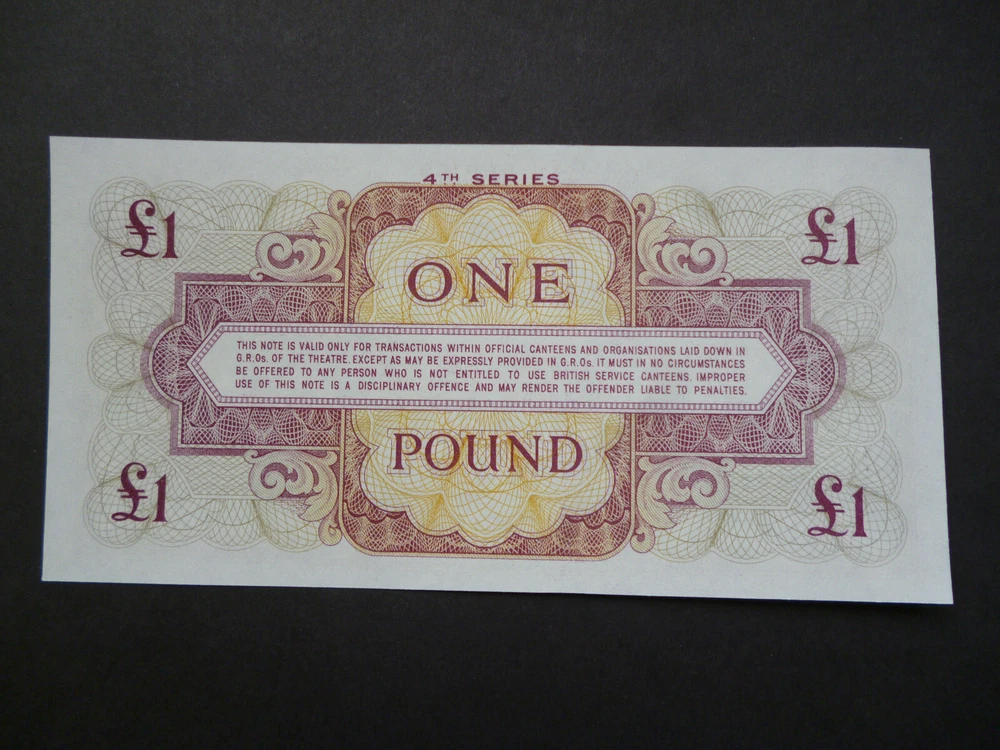 4TH SERIES
£1 £1
ONE
THIS NOTE IS VALID ONLY FOR TRANSACTIONS WITHIN OFFICIAL CANTEENS AND ORGANISATIONS LAID DOWN IN
G.R.Os. OF THE THEATRE. EXCEPT AS MAY BE EXPRESSLY PROVIDED IN G.R.Os. IT MUST IN NO CIRCUMSTANCES
BE OFFERED TO ANY PERSON WHO IS NOT ENTITLED TO USE BRITISH SERVICE CANTEENS. IMPROPER
USE OF THIS NOTE IS A DISCIPLINARY OFFENCE AND MAY RENDER THE OFFENDER LIABLE TO PENALTIES.
POUND
£1 £1